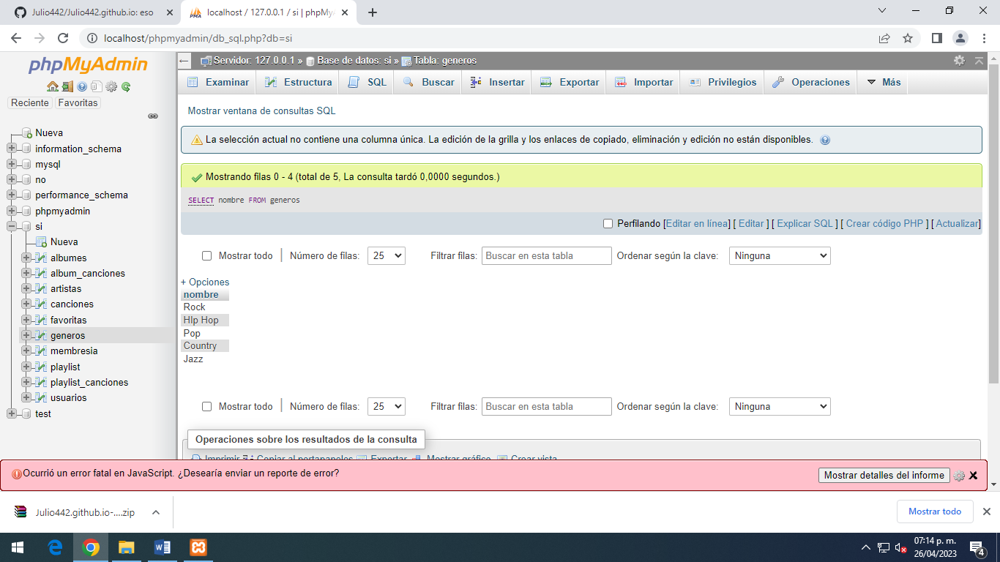 Julio442/Julio442.github.io: eso
localhost / 127.0.0.1 / si | phpMyA
localhost/phpmyadmin/db_sql.php?db=si
phpMyAdmin
Servidor: 127.0.0.1 » Base de datos: si » Tabla: generos
Examinar Estructura SQL Buscar Insertar Exportar Importar Privilegios Operaciones Más
Reciente Favoritas
Nueva
information_schema
mysql
no
performance_schema
phpmyadmin
si
Nueva
albumes
album_canciones
artistas
canciones
favoritas
generos
membresia
playlist
playlist_canciones
usuarios
test
Mostrar ventana de consultas SQL
La selección actual no contiene una columna única. La edición de la grilla y los enlaces de copiado, eliminación y edición no están disponibles.
Mostrando filas 0 - 4 (total de 5, La consulta tardó 0,0000 segundos.)
SELECT nombre FROM generos
Perfilando [Editar en línea] [ Editar ] [ Explicar SQL ] [ Crear código PHP ] [ Actualizar]
Mostrar todo | Número de filas: 25 Filtrar filas: Buscar en esta tabla Ordenar según la clave: Ninguna
+ Opciones
nombre
Rock
HIp Hop
Pop
Country
Jazz
Mostrar todo | Número de filas: 25 Filtrar filas: Buscar en esta tabla Ordenar según la clave: Ninguna
Operaciones sobre los resultados de la consulta
Imprimir Copiar al portapapeles Exportar Mostrar gráfico Crear vista
Ocurrió un error fatal en JavaScript. ¿Desearía enviar un reporte de error?
Mostrar detalles del informe
Julio442.github.io-....zip
Mostrar todo
07:14 p. m.
26/04/2023
4